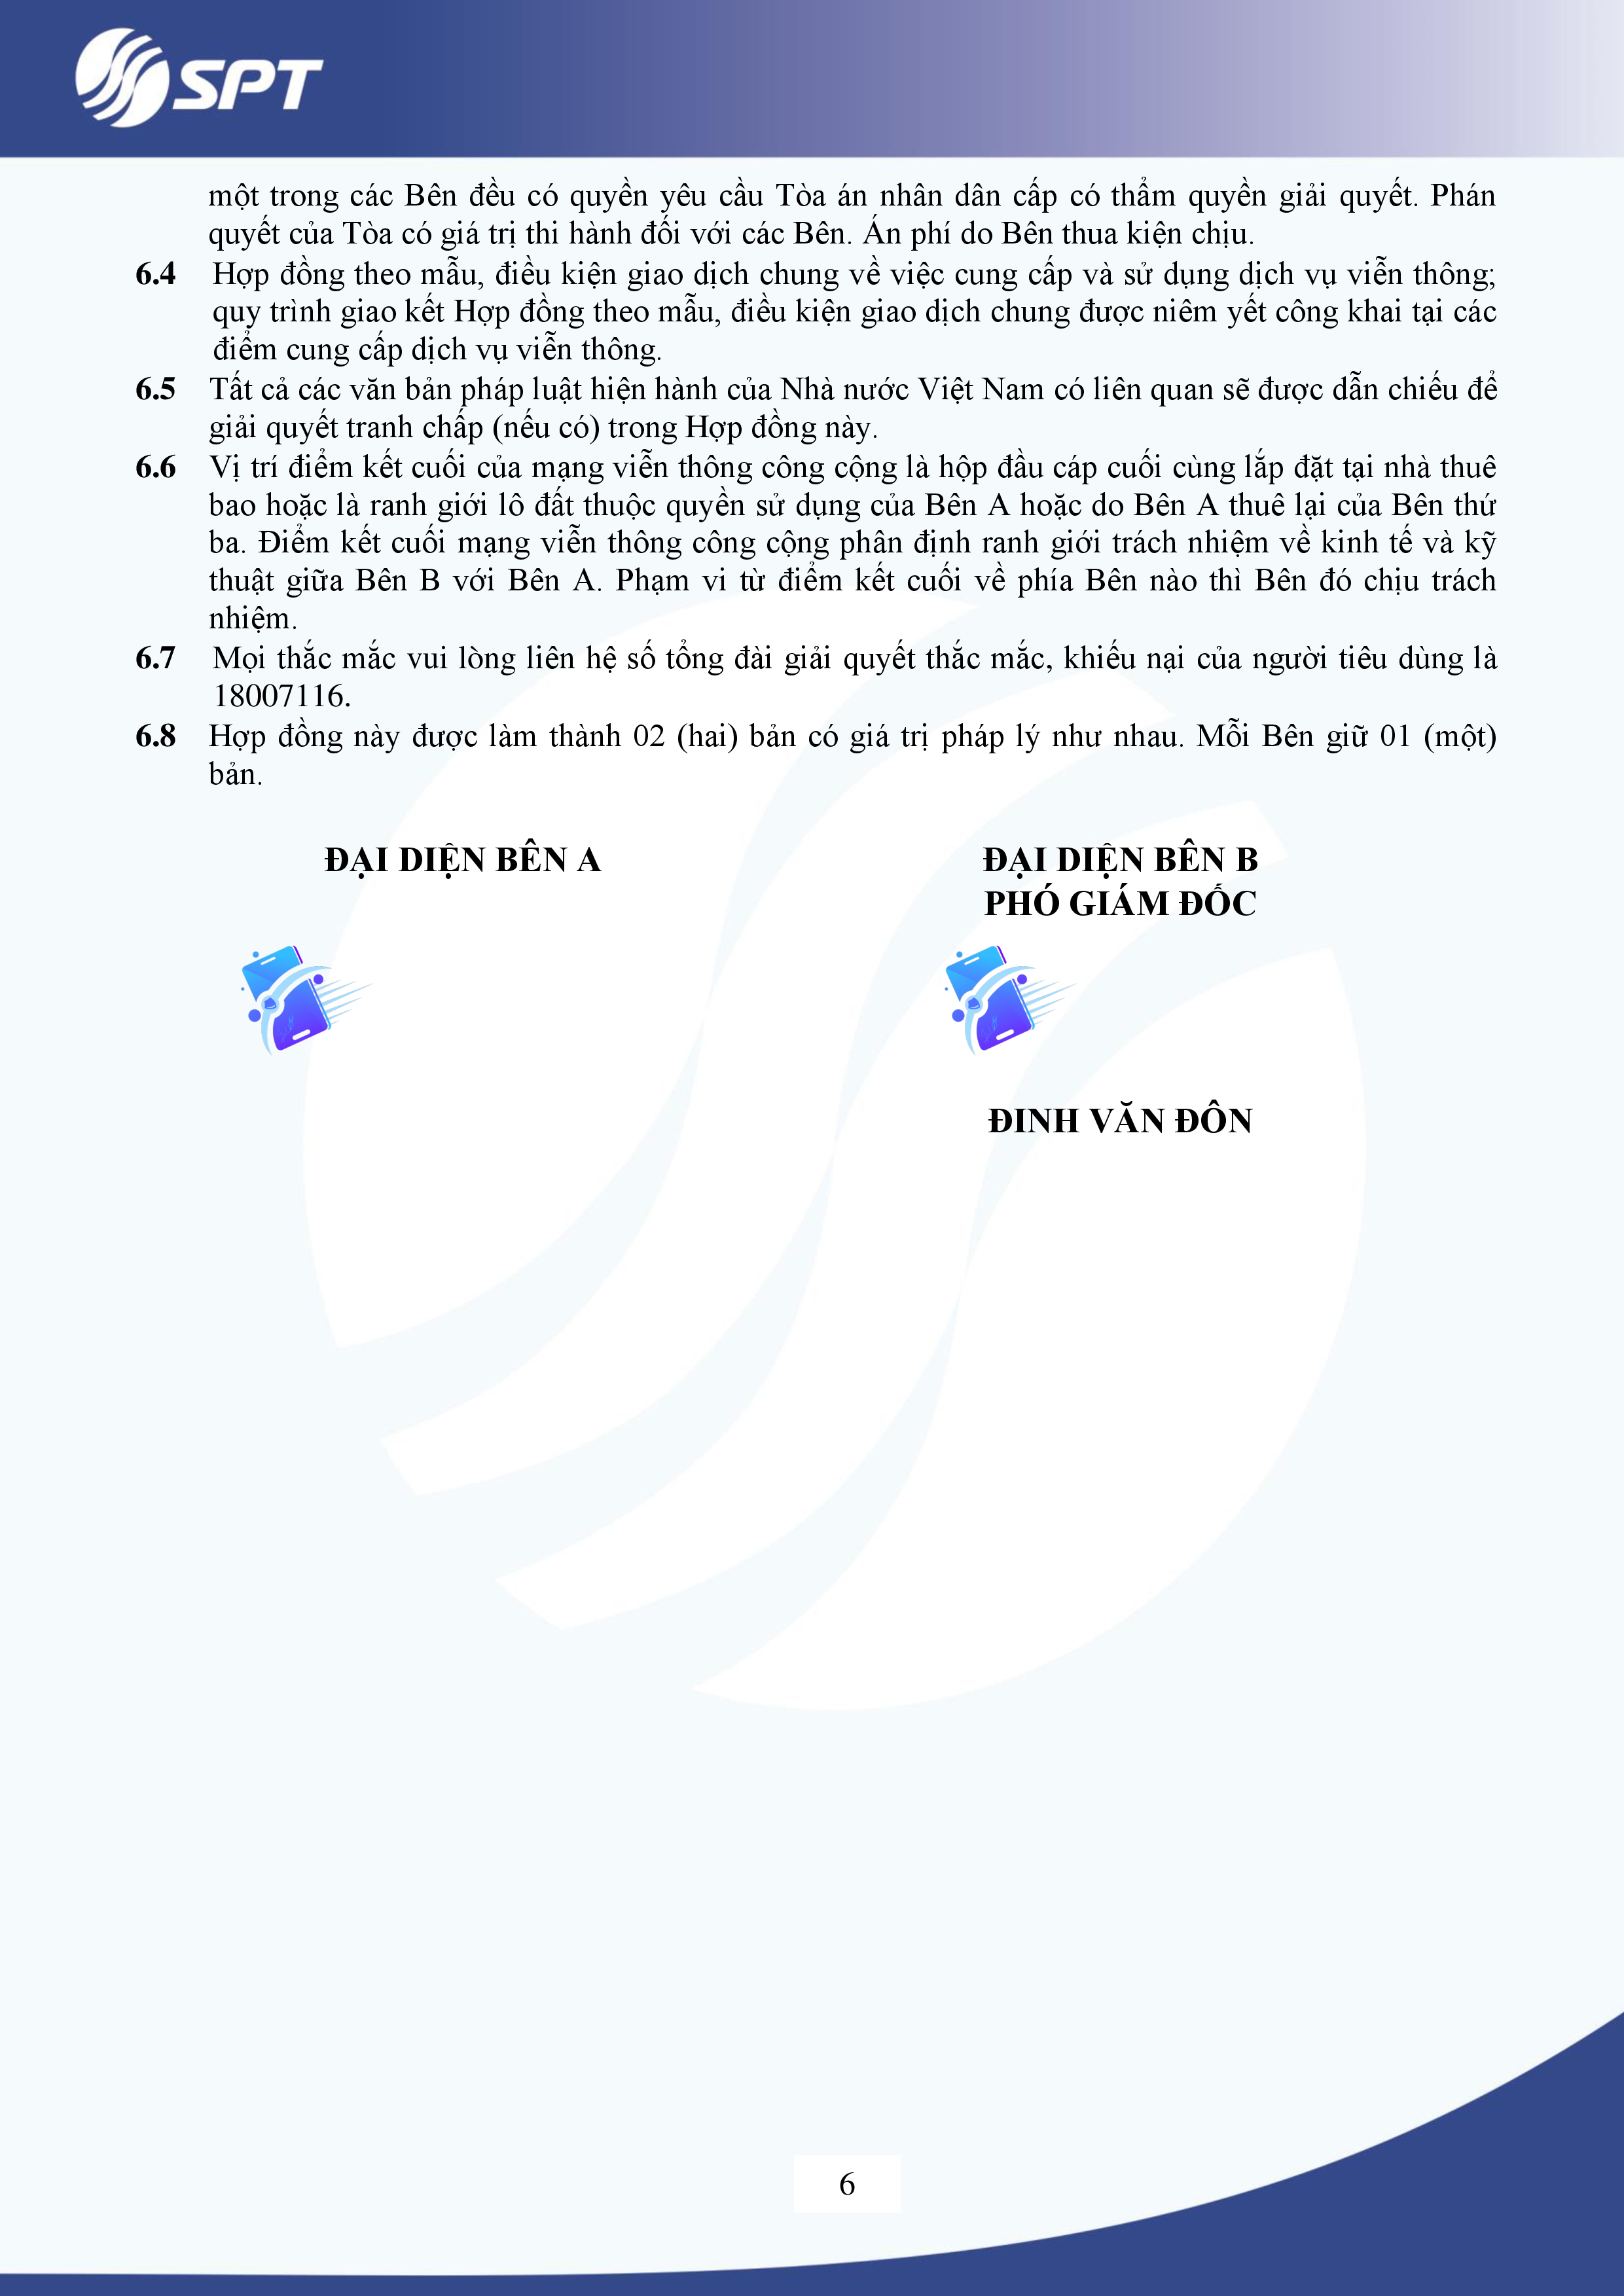 SPT
một trong các Bên đều có quyền yêu cầu Tòa án nhân dân cấp có thẩm quyền giải quyết. Phán
quyết của Tòa có giá trị thi hành đối với các Bên. Án phí do Bên thua kiện chịu.
6.4 Hợp đồng theo mẫu, điều kiện giao dịch chung về việc cung cấp và sử dụng dịch vụ viễn thông;
quy trình giao kết Hợp đồng theo mẫu, điều kiện giao dịch chung được niêm yết công khai tại các
điểm cung cấp dịch vụ viễn thông.
6.5 Tất cả các văn bản pháp luật hiện hành của Nhà nước Việt Nam có liên quan sẽ được dẫn chiếu để
giải quyết tranh chấp (nếu có) trong Hợp đồng này.
6.6 Vị trí điểm kết cuối của mạng viễn thông công cộng là hộp đầu cáp cuối cùng lắp đặt tại nhà thuê
bao hoặc là ranh giới lô đất thuộc quyền sử dụng của Bên A hoặc do Bên A thuê lại của Bên thứ
ba. Điểm kết cuối mạng viễn thông công cộng phân định ranh giới trách nhiệm về kinh tế và kỹ
thuật giữa Bên B với Bên A. Phạm vi từ điểm kết cuối về phía Bên nào thì Bên đó chịu trách
nhiệm.
6.7 Mọi thắc mắc vui lòng liên hệ số tổng đài giải quyết thắc mắc, khiếu nại của người tiêu dùng là
18007116.
6.8 Hợp đồng này được làm thành 02 (hai) bản có giá trị pháp lý như nhau. Mỗi Bên giữ 01 (một)
bản.
ĐẠI DIỆN BÊN A
ĐẠI DIỆN BÊN B
PHÓ GIÁM ĐỐC
ĐINH VĂN ĐÔN
6